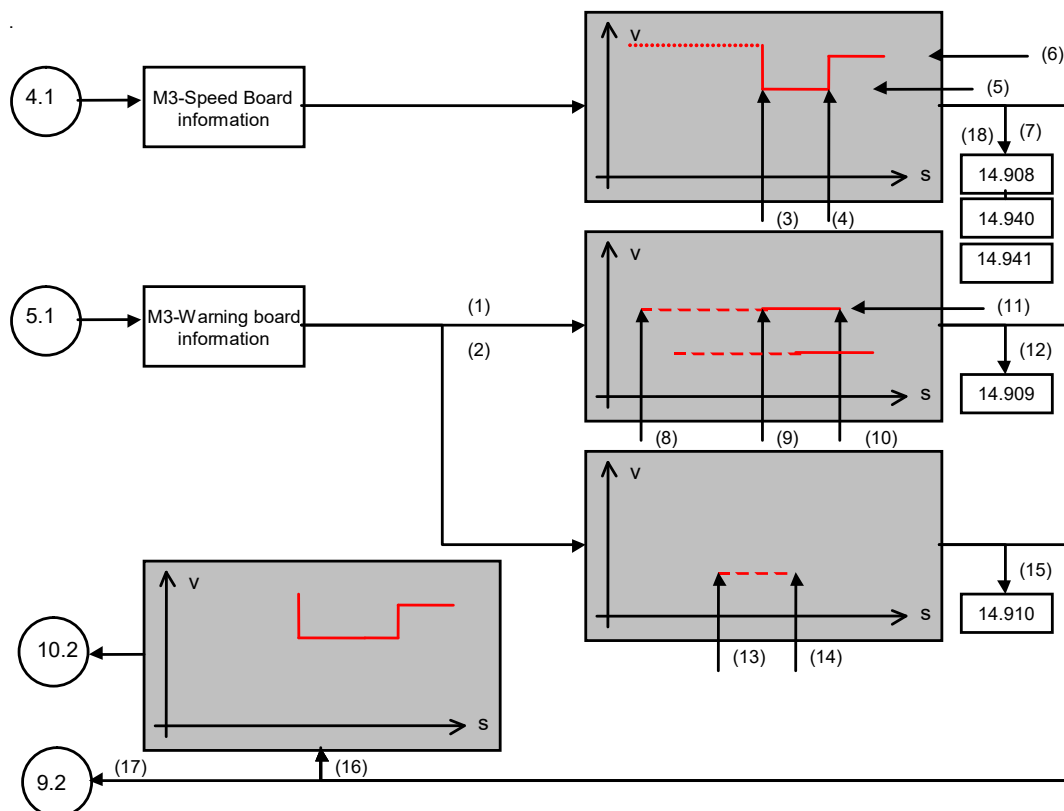 .
4.1
M3-Speed Board
information
v
s
(6)
(5)
(3)
(4)
(18)
(7)
14.908
14.940
14.941
5.1
M3-Warning board
information
(1)
(2)
v
s
(11)
(12)
14.909
(8)
(9)
(10)
v
s
(15)
14.910
(13)
(14)
10.2
v
s
9.2
(17)
(16)